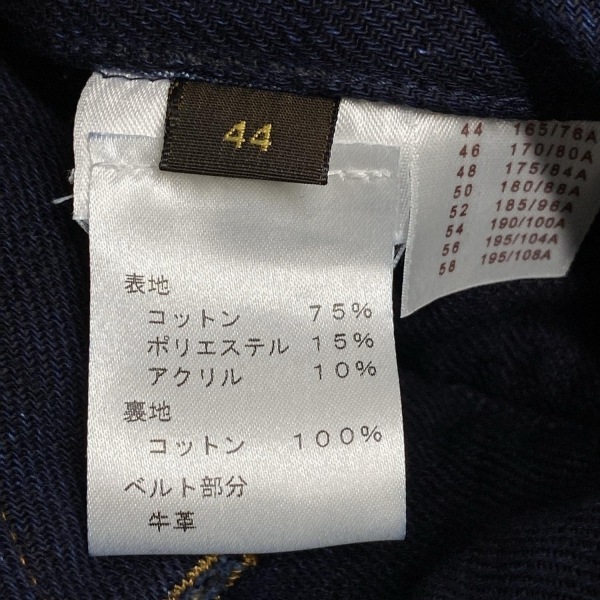 44
44 165/76A
46 170/80A
48 175/84A
50 180/88A
52 185/96A
54 190/100A
56 195/104A
58 195/108A
表地
コットン 75%
ポリエステル 15%
アクリル 10%
裏地
コットン 100%
ベルト部分
牛革